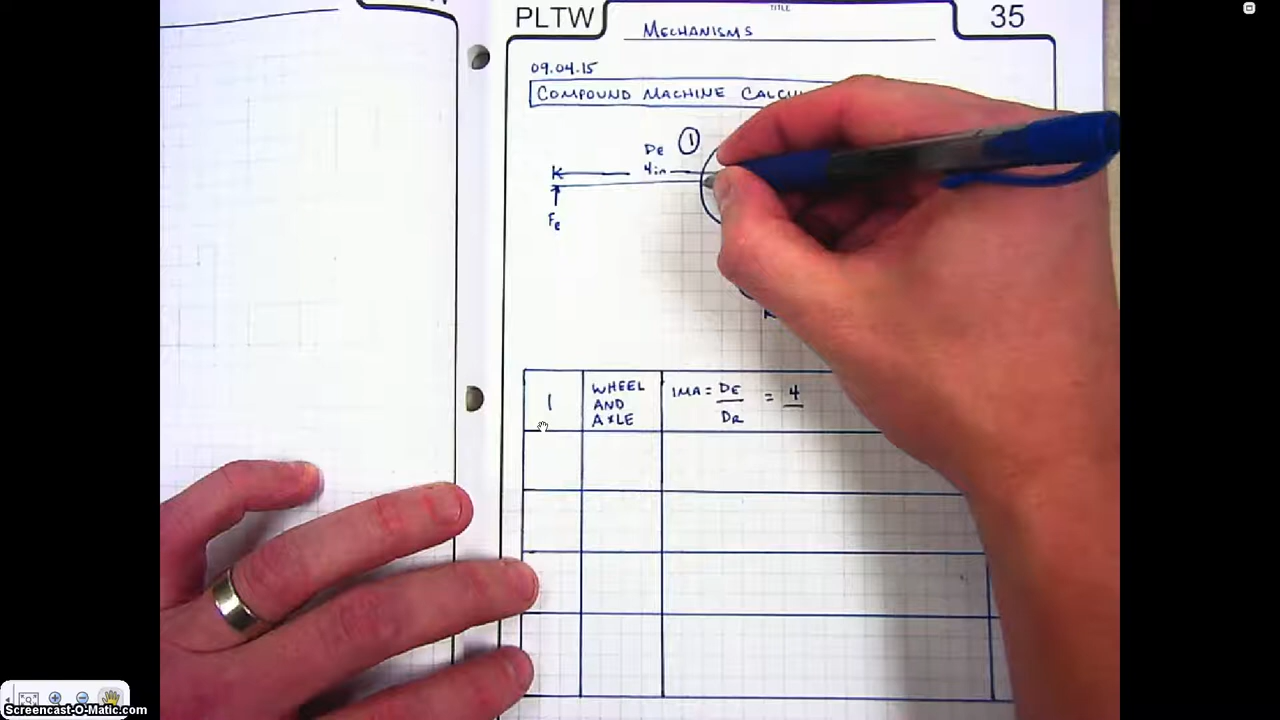 PLTW
TITLE
35
MECHANISMS
09.04.15
COMPOUND MACHINE
DE
1
4in
FE
1
WHEEL
AND
AXLE
IMA = DE
DR
= 4
Screencast-O-Matic.com